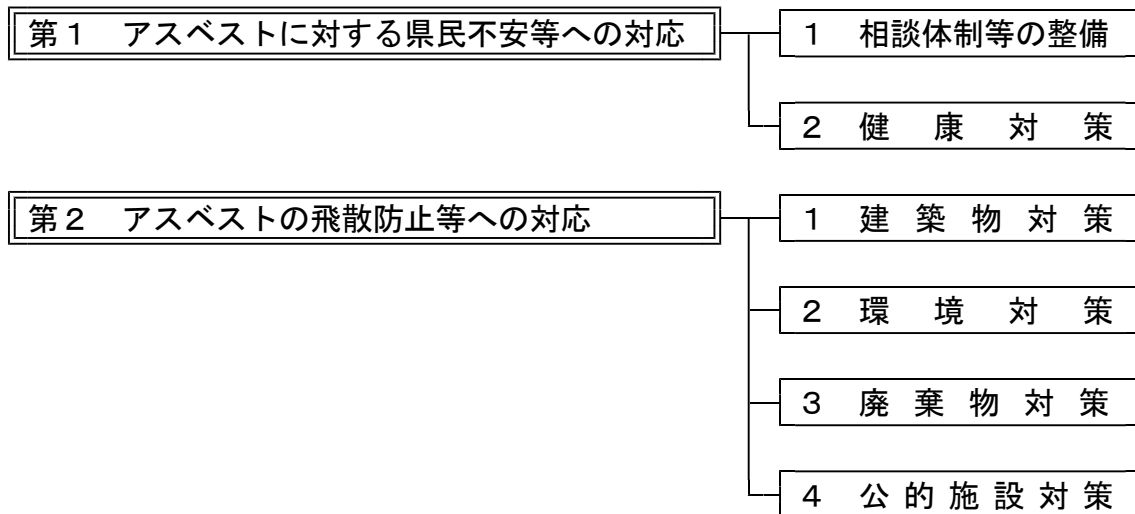 第1 アスベストに対する県民不安等への対応
1 相談体制等の整備
2 健康対策
第2 アスベストの飛散防止等への対応
1 建築物対策
2 環境対策
3 廃棄物対策
4 公的施設対策